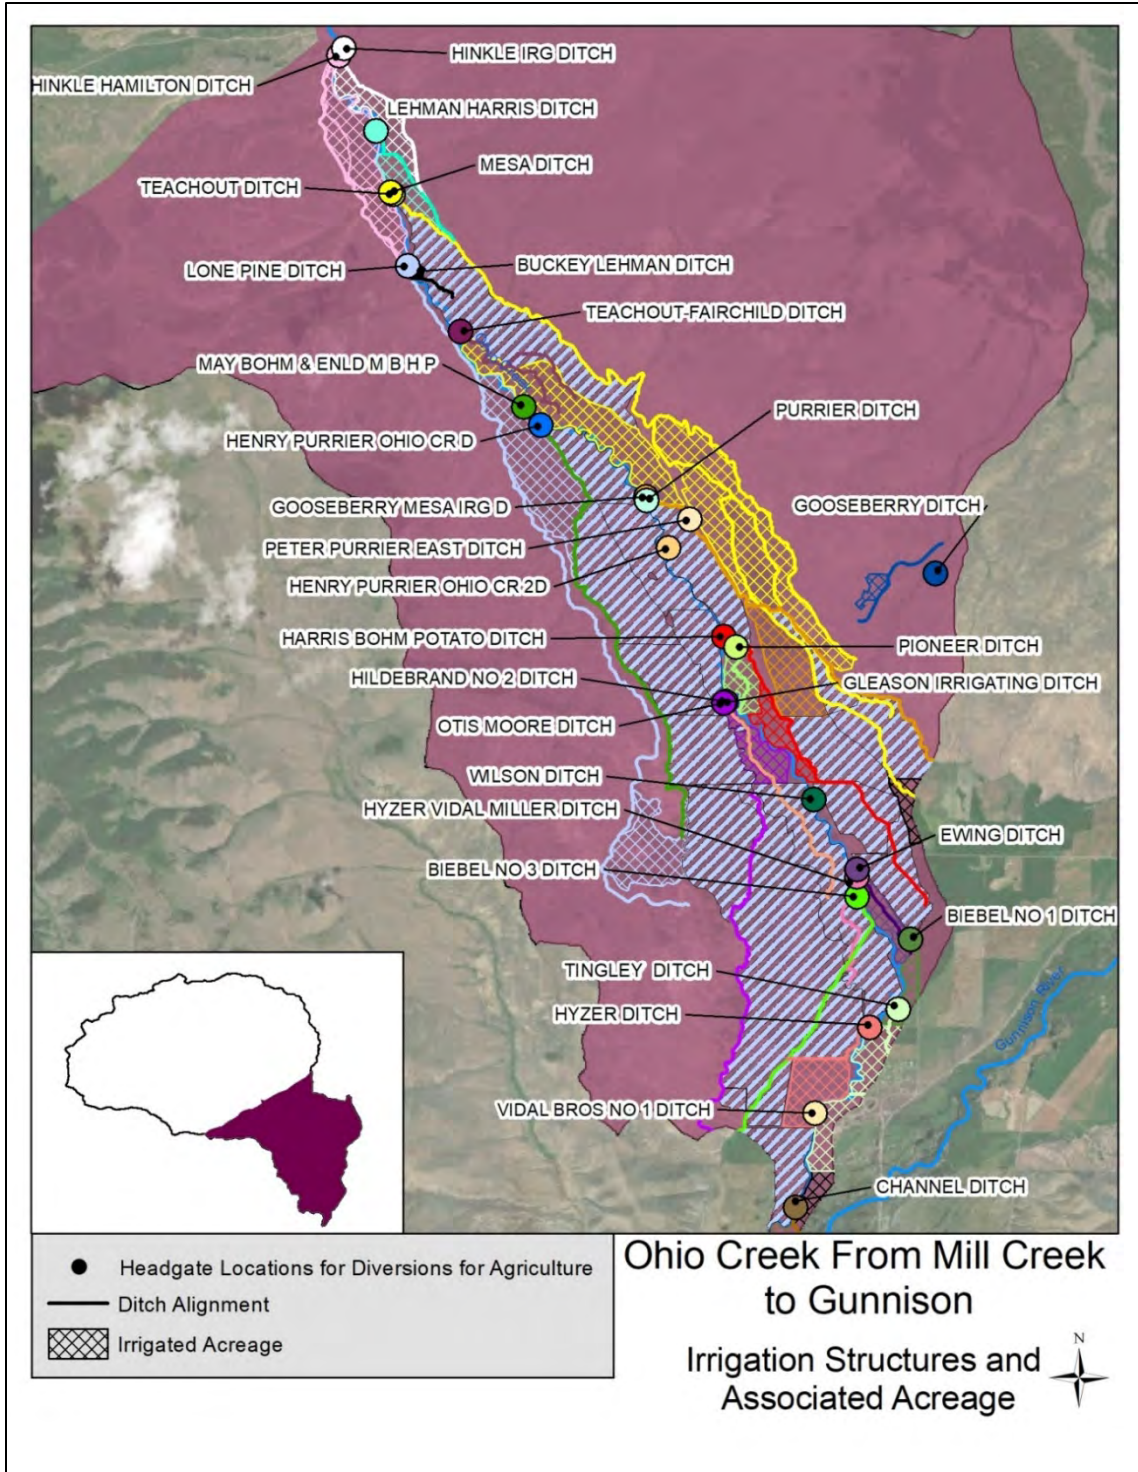 HINKLE IRG DITCH
HINKLE HAMILTON DITCH
LEHMAN HARRIS DITCH
MESA DITCH
TEACHOUT DITCH
LONE PINE DITCH
BUCKEY LEHMAN DITCH
TEACHOUT-FAIRCHILD DITCH
MAY BOHM & ENLD M B H P
PURRIER DITCH
HENRY PURRIER OHIO CR D
GOOSEBERRY MESA IRG D
GOOSEBERRY DITCH
PETER PURRIER EAST DITCH
HENRY PURRIER OHIO CR 2D
HARRIS BOHM POTATO DITCH
PIONEER DITCH
HILDEBRAND NO 2 DITCH
GLEASON IRRIGATING DITCH
OTIS MOORE DITCH
WILSON DITCH
HYZER VIDAL MILLER DITCH
EWING DITCH
BIEBEL NO 3 DITCH
BIEBEL NO 1 DITCH
TINGLEY DITCH
HYZER DITCH
Gunnison River
VIDAL BROS NO 1 DITCH
CHANNEL DITCH
Headgate Locations for Diversions for Agriculture
Ditch Alignment
Irrigated Acreage
Ohio Creek From Mill Creek
to Gunnison
Irrigation Structures and
Associated Acreage
N